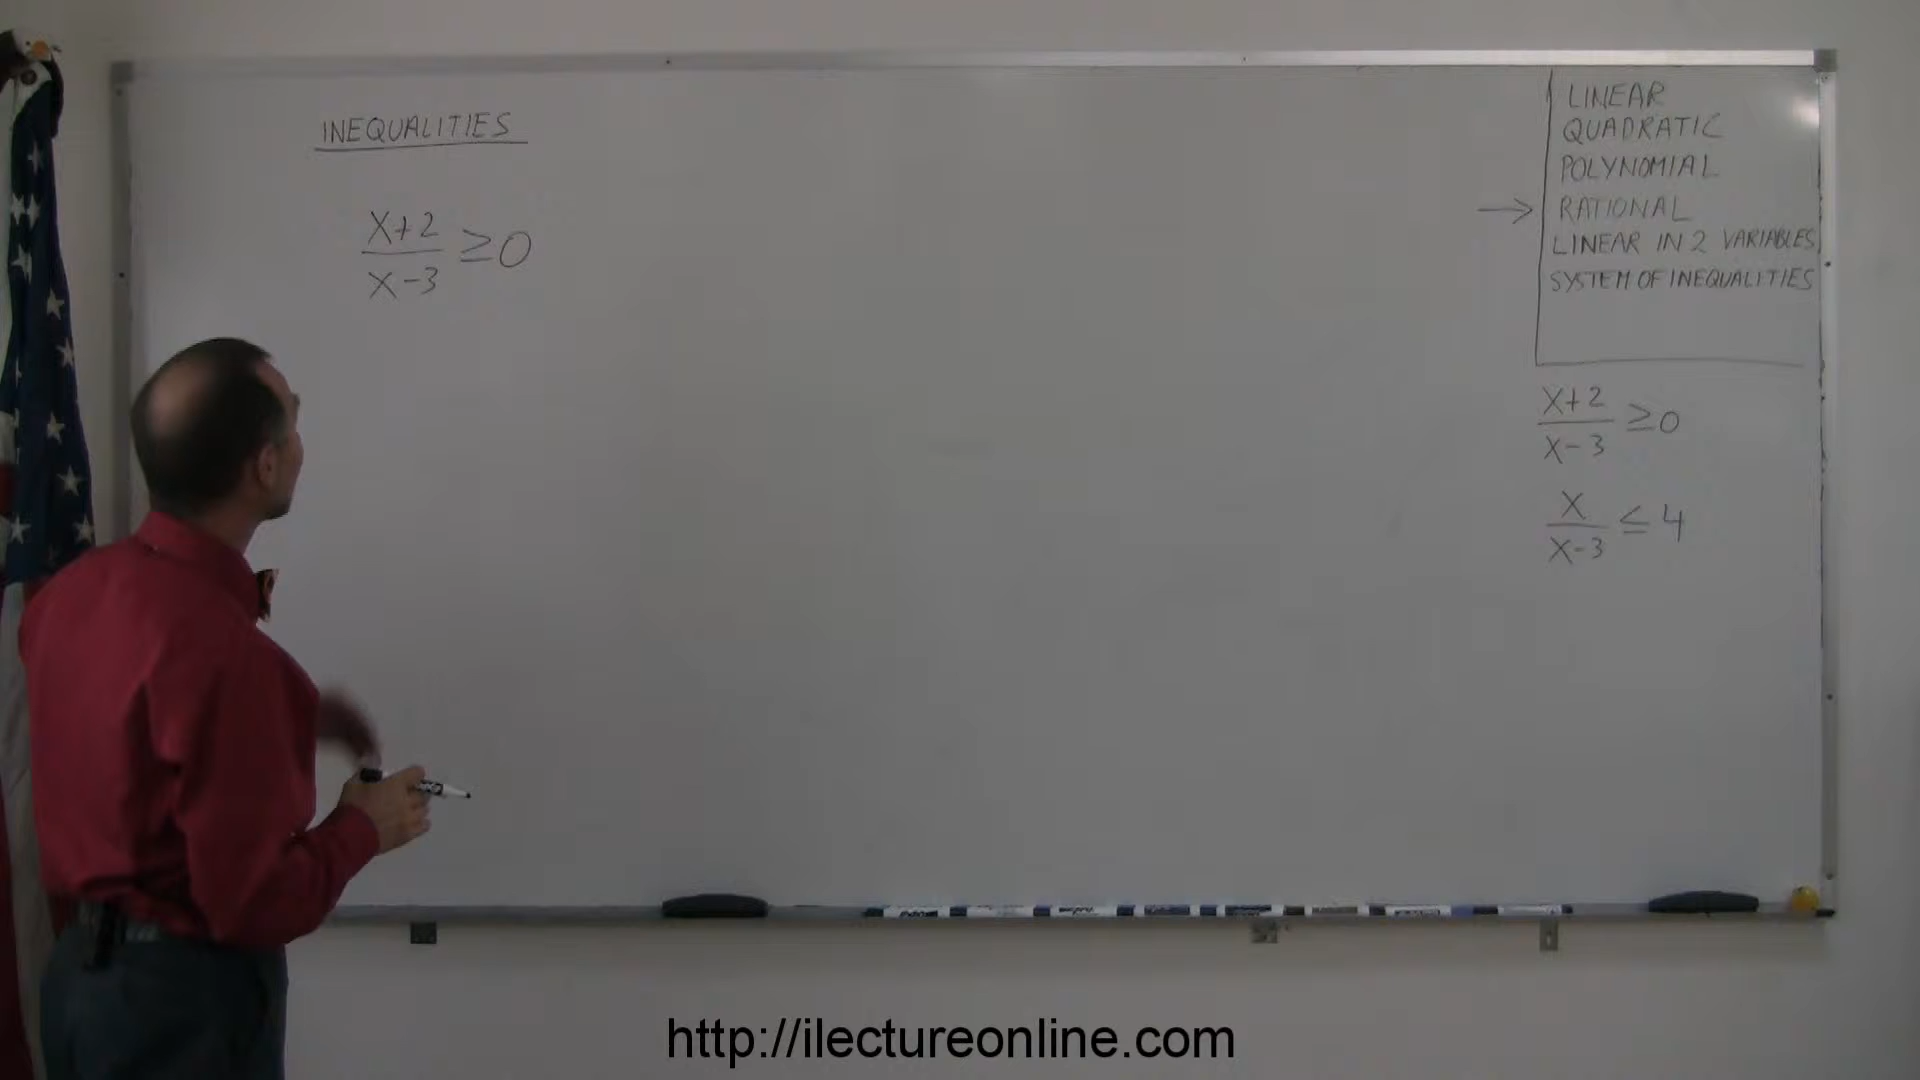 INEQUALITIES
x+2
x-3
≥0
LINEAR
QUADRATIC
POLYNOMIAL
→ RATIONAL
LINEAR IN 2 VARIABLES
SYSTEM OF INEQUALITIES
x+2
x-3
≥0
x
x-3
≤ 4
http://ilectureonline.com